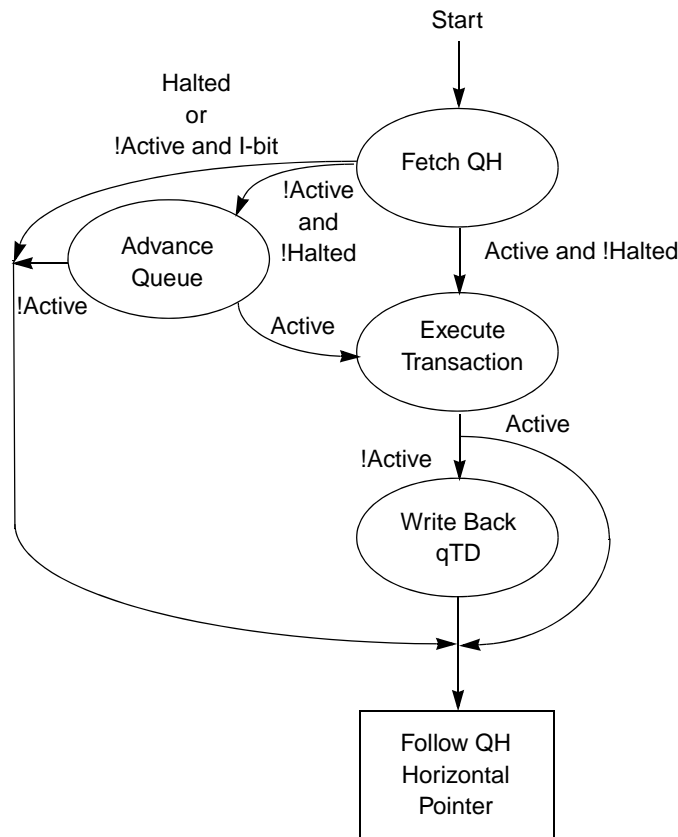 Start
Halted
or
!Active and I-bit
Fetch QH
!Active
and
!Halted
Advance
Queue
Active and !Halted
!Active
Active
Execute
Transaction
Active
!Active
Write Back
qTD
Follow QH
Horizontal
Pointer